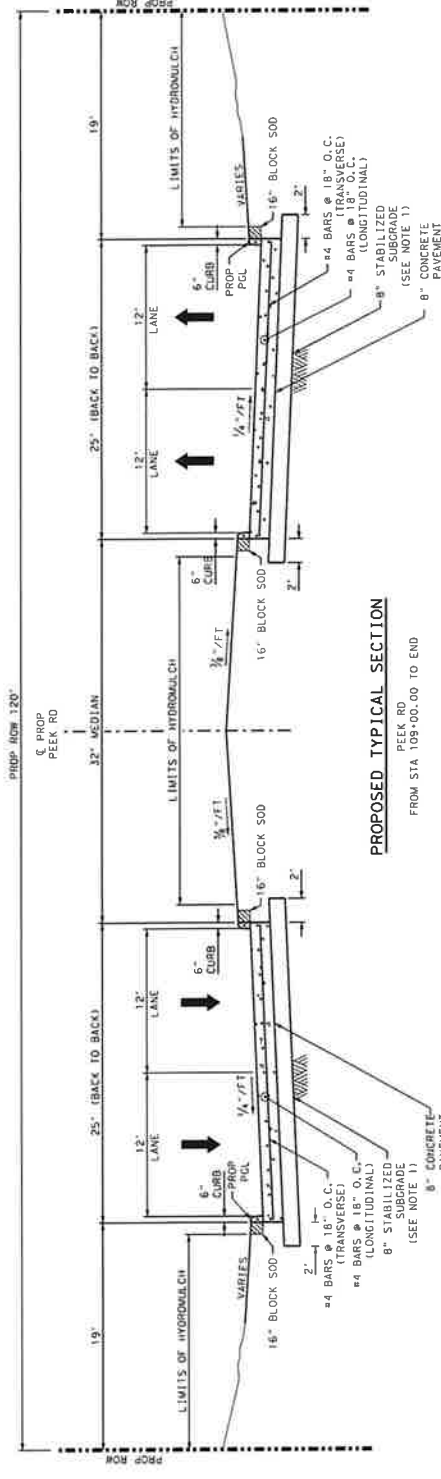 PROP ROW 120'
℄ PROP
PEEK RD
19'
25' (BACK TO BACK)
32' MEDIAN
25' (BACK TO BACK)
19'
PROP ROW
PROP ROW
LIMITS OF HYDROMULCH
LIMITS OF HYDROMULCH
LIMITS OF HYDROMULCH
6"
CURB
12'
LANE
12'
LANE
6"
CURB
6"
CURB
12'
LANE
12'
LANE
6"
CURB
PROP
PGL
PROP
PGL
VARIES
VARIES
1/4"/FT
3/8"/FT
3/8"/FT
1/4"/FT
16" BLOCK SOD
16" BLOCK SOD
16" BLOCK SOD
16" BLOCK SOD
2'
2'
2'
2'
#4 BARS @ 18" O.C.
(TRANSVERSE)
#4 BARS @ 18" O.C.
(LONGITUDINAL)
8" STABILIZED
SUBGRADE
(SEE NOTE 1)
8" CONCRETE
PAVEMENT
#4 BARS @ 18" O.C.
(TRANSVERSE)
#4 BARS @ 18" O.C.
(LONGITUDINAL)
8" STABILIZED
SUBGRADE
(SEE NOTE 1)
8" CONCRETE
PAVEMENT
PROPOSED TYPICAL SECTION
PEEK RD
FROM STA 109+00.00 TO END